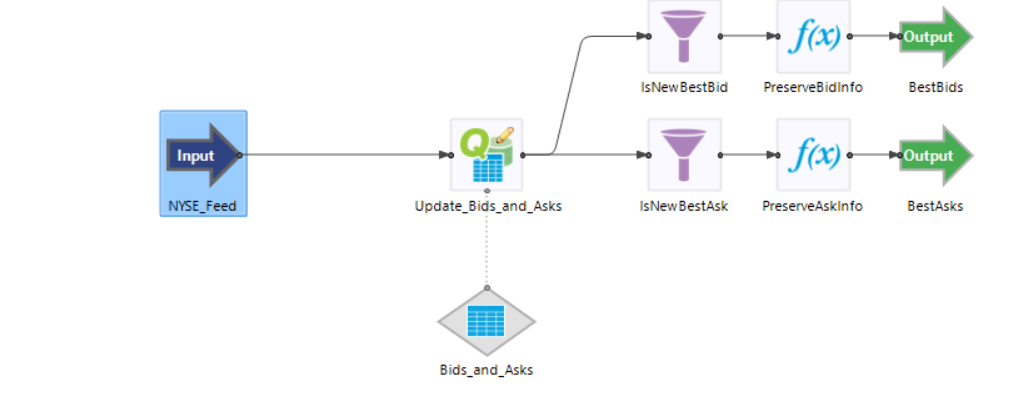 f(x)
Output
IsNewBestBid
PreserveBidInfo
BestBids
Input
Q
f(x)
Output
NYSE_Feed
Update_Bids_and_Asks
IsNewBestAsk
PreserveAskInfo
BestAsks
Bids_and_Asks